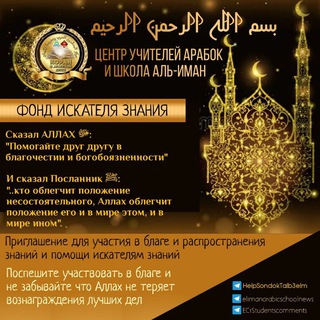 بسم الله الرحمن الرحيم
ЦЕНТР УЧИТЕЛЕЙ АРАБОК
И ШКОЛА АЛЬ-ИМАН
ФОНД ИСКАТЕЛЯ ЗНАНИЯ
Сказал АЛЛАХ ﷻ:
"Помогайте друг другу в
благочестии и богобоязненности"
И сказал Посланник ﷺ:
"..кто облегчит положение
несостоятельного, Аллах облегчит
положение его и в мире этом, и в
мире ином".
Приглашение для участия в благе и распространения
знаний и помощи искателям знаний
Поспешите участвовать в благе и
не забывайте что Аллах не теряет
вознаграждения лучших дел
HelpSondokTalb3elm
elimanarabicschoolnews
ECtStudentscomments